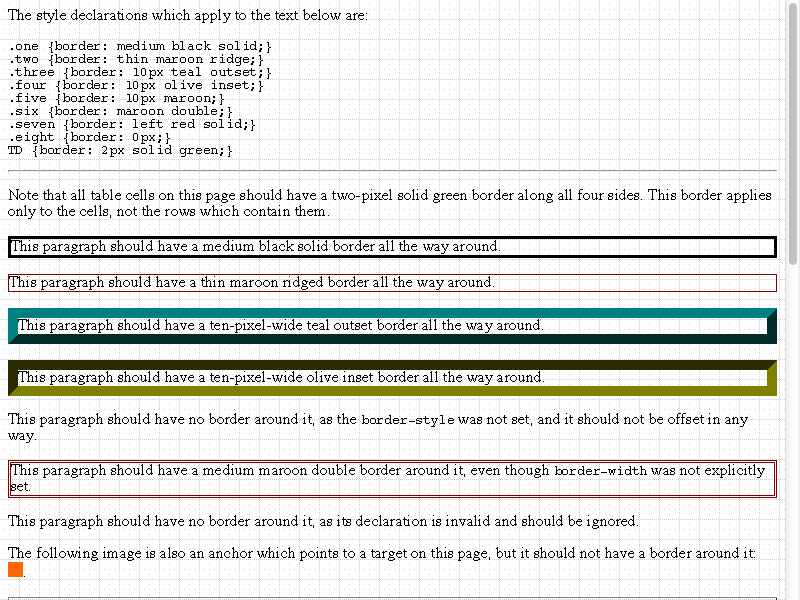 The style declarations which apply to the text below are:
.one {border: medium black solid;}
.two {border: thin maroon ridge;}
.three {border: 10px teal outset;}
.four {border: 10px olive inset;}
.five {border: 10px maroon;}
.six {border: maroon double;}
.seven {border: left red solid;}
.eight {border: 0px;}
TD {border: 2px solid green;}
Note that all table cells on this page should have a two-pixel solid green border along all four sides. This border applies
only to the cells, not the rows which contain them.
This paragraph should have a medium black solid border all the way around.
This paragraph should have a thin maroon ridged border all the way around.
This paragraph should have a ten-pixel-wide teal outset border all the way around.
This paragraph should have a ten-pixel-wide olive inset border all the way around.
This paragraph should have no border around it, as the border-style was not set, and it should not be offset in any
way.
This paragraph should have a medium maroon double border around it, even though border-width was not explicitly
set.
This paragraph should have no border around it, as its declaration is invalid and should be ignored.
The following image is also an anchor which points to a target on this page, but it should not have a border around it:
.